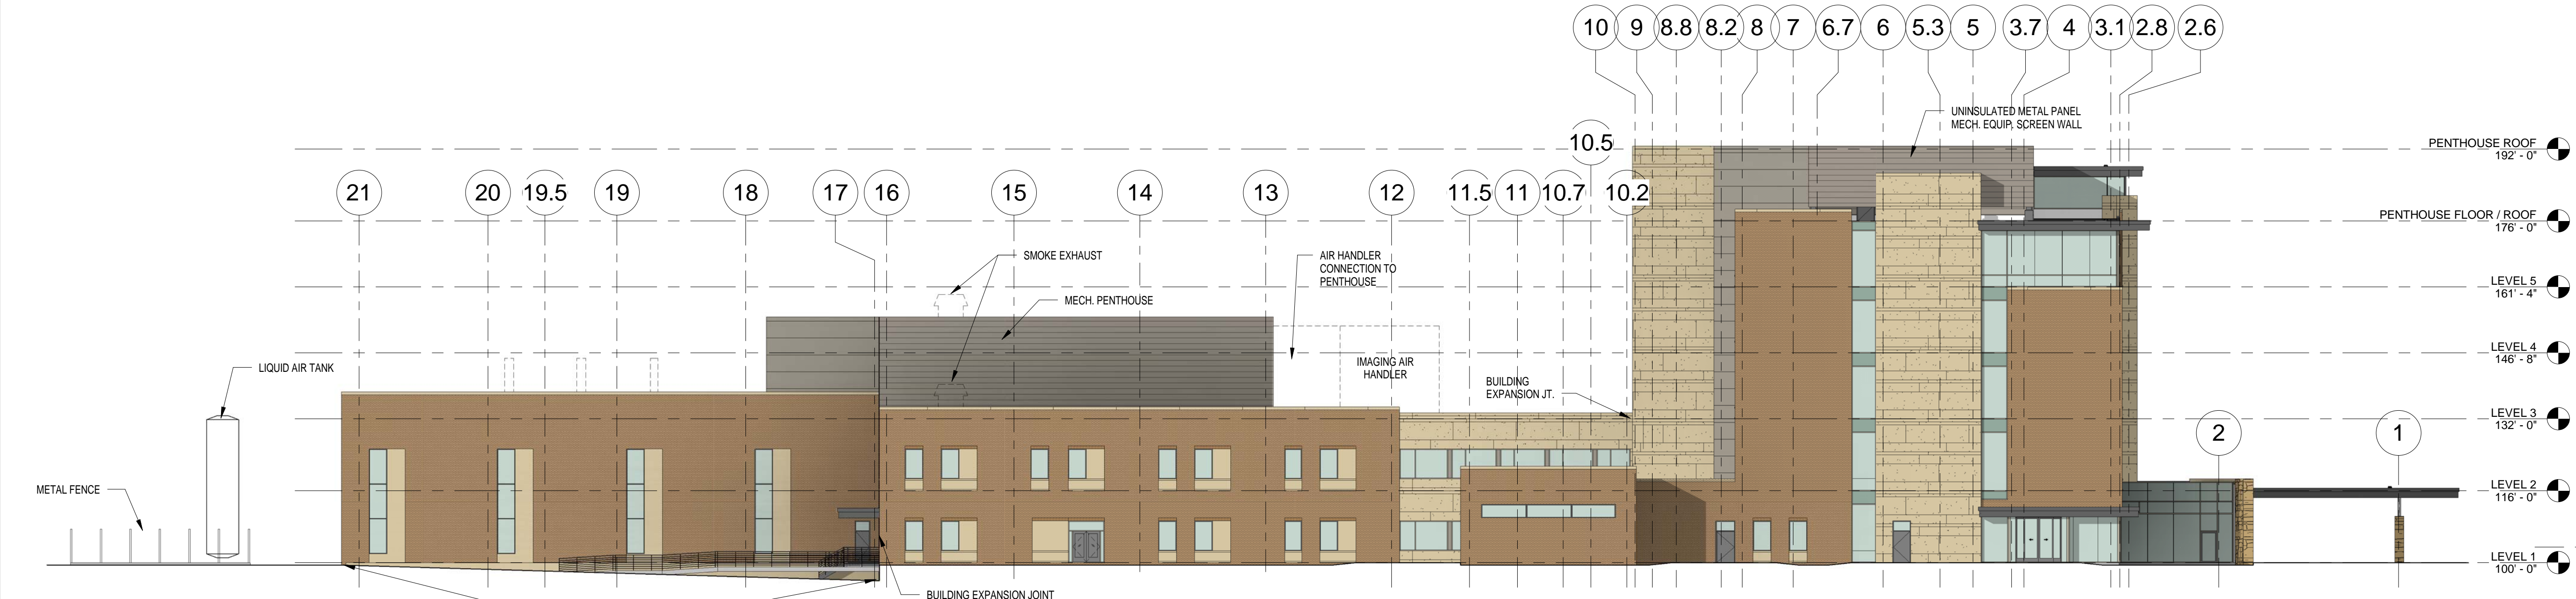 10
9
8.8
8.2
8
7
6.7
6
5.3
5
3.7
4
3.1
2.8
2.6
UNINSULATED METAL PANEL
MECH. EQUIP. SCREEN WALL
10.5
PENTHOUSE ROOF
192' - 0"
21
20
19.5
19
18
17
16
15
14
13
12
11.5
11
10.7
10.2
PENTHOUSE FLOOR / ROOF
176' - 0"
SMOKE EXHAUST
AIR HANDLER
CONNECTION TO
PENTHOUSE
MECH. PENTHOUSE
LEVEL 5
161' - 4"
LIQUID AIR TANK
IMAGING AIR
HANDLER
LEVEL 4
146' - 8"
BUILDING
EXPANSION JT.
LEVEL 3
132' - 0"
2
1
METAL FENCE
LEVEL 2
116' - 0"
LEVEL 1
100' - 0"
BUILDING EXPANSION JOINT